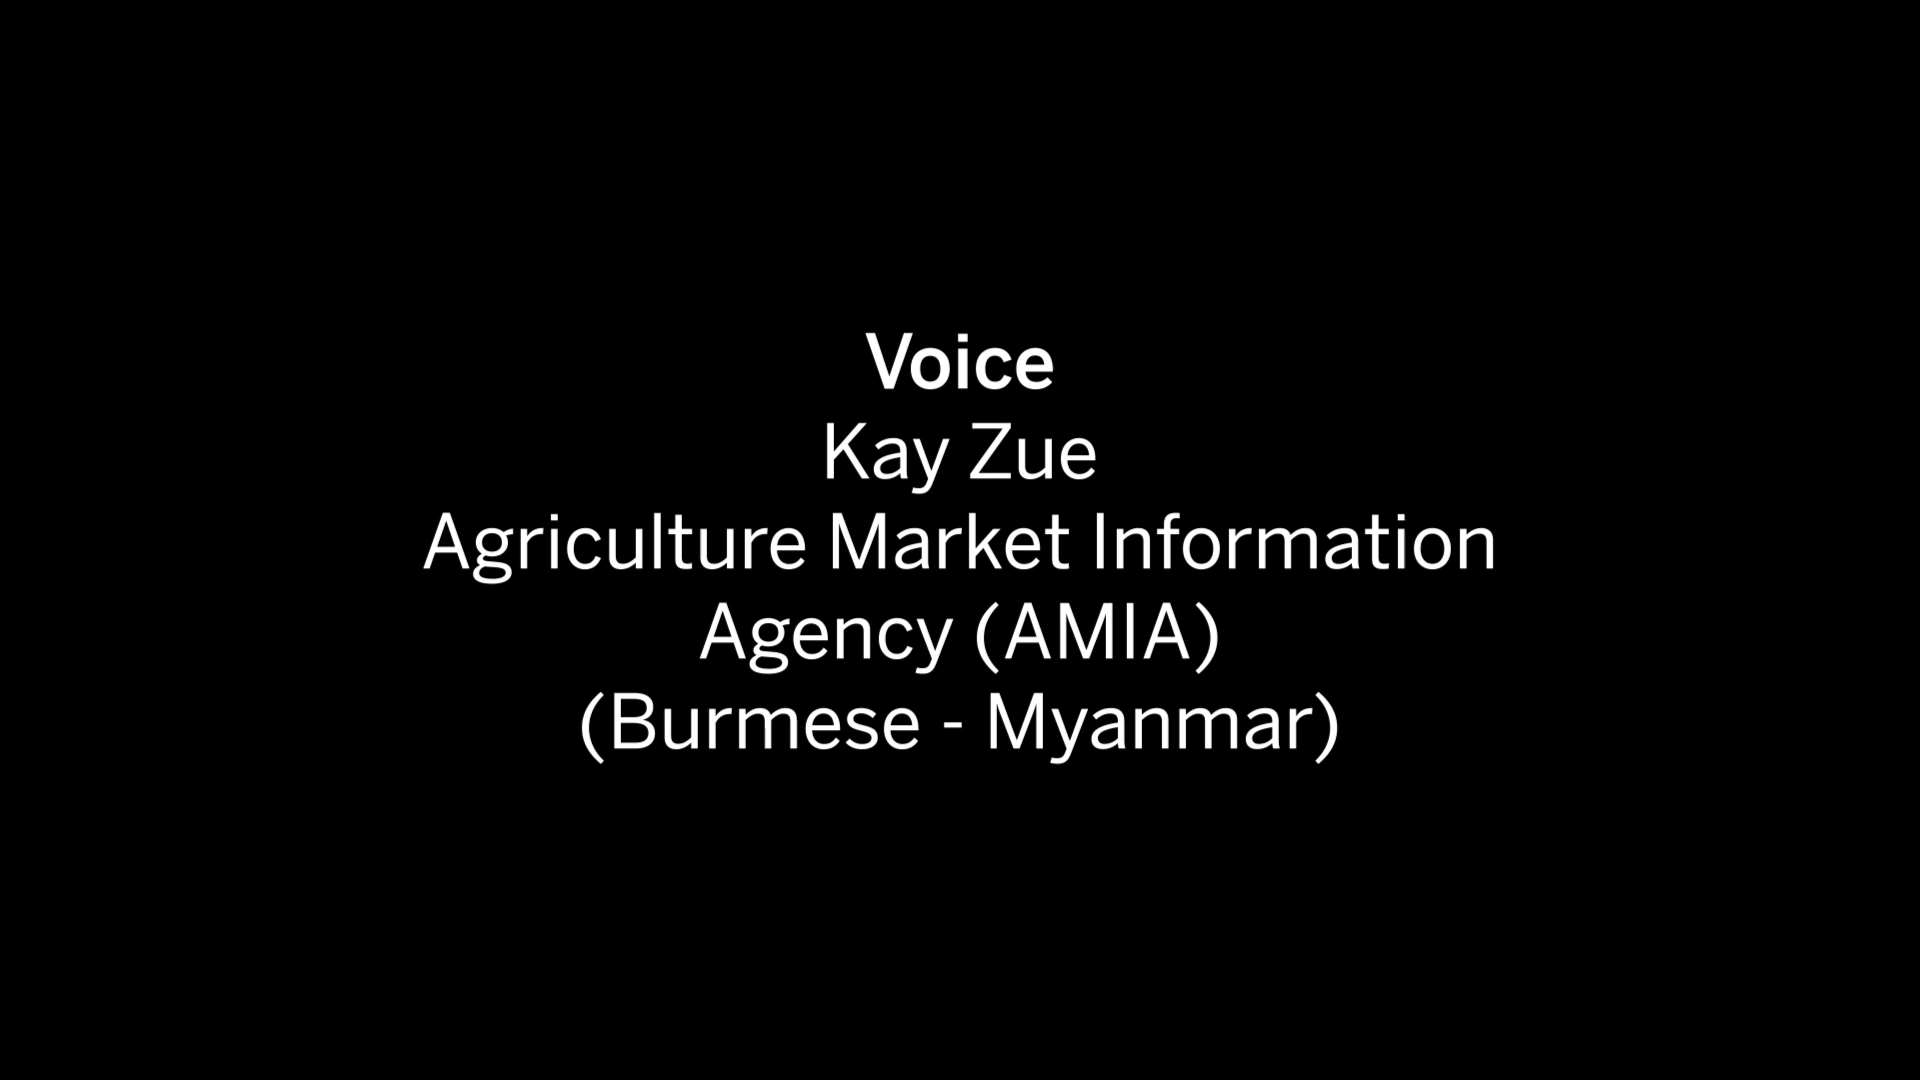 Voice
Kay Zue
Agriculture Market Information
Agency (AMIA)
(Burmese - Myanmar)